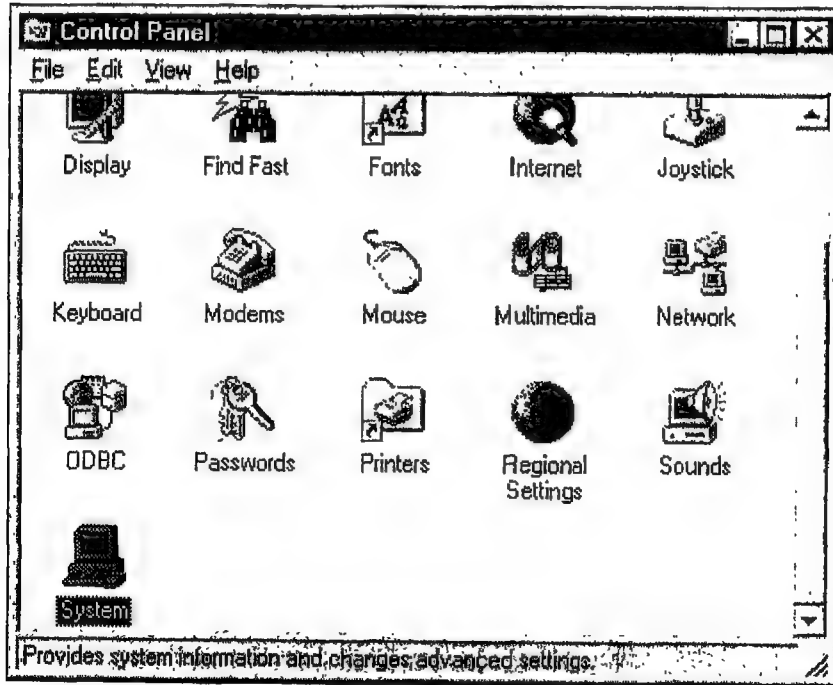 Control Panel
File Edit View Help
Display Find Fast Fonts Internet Joystick
Keyboard Modems Mouse Multimedia Network
ODBC Passwords Printers Regional Settings Sounds
System
Provides system information and changes advanced settings.